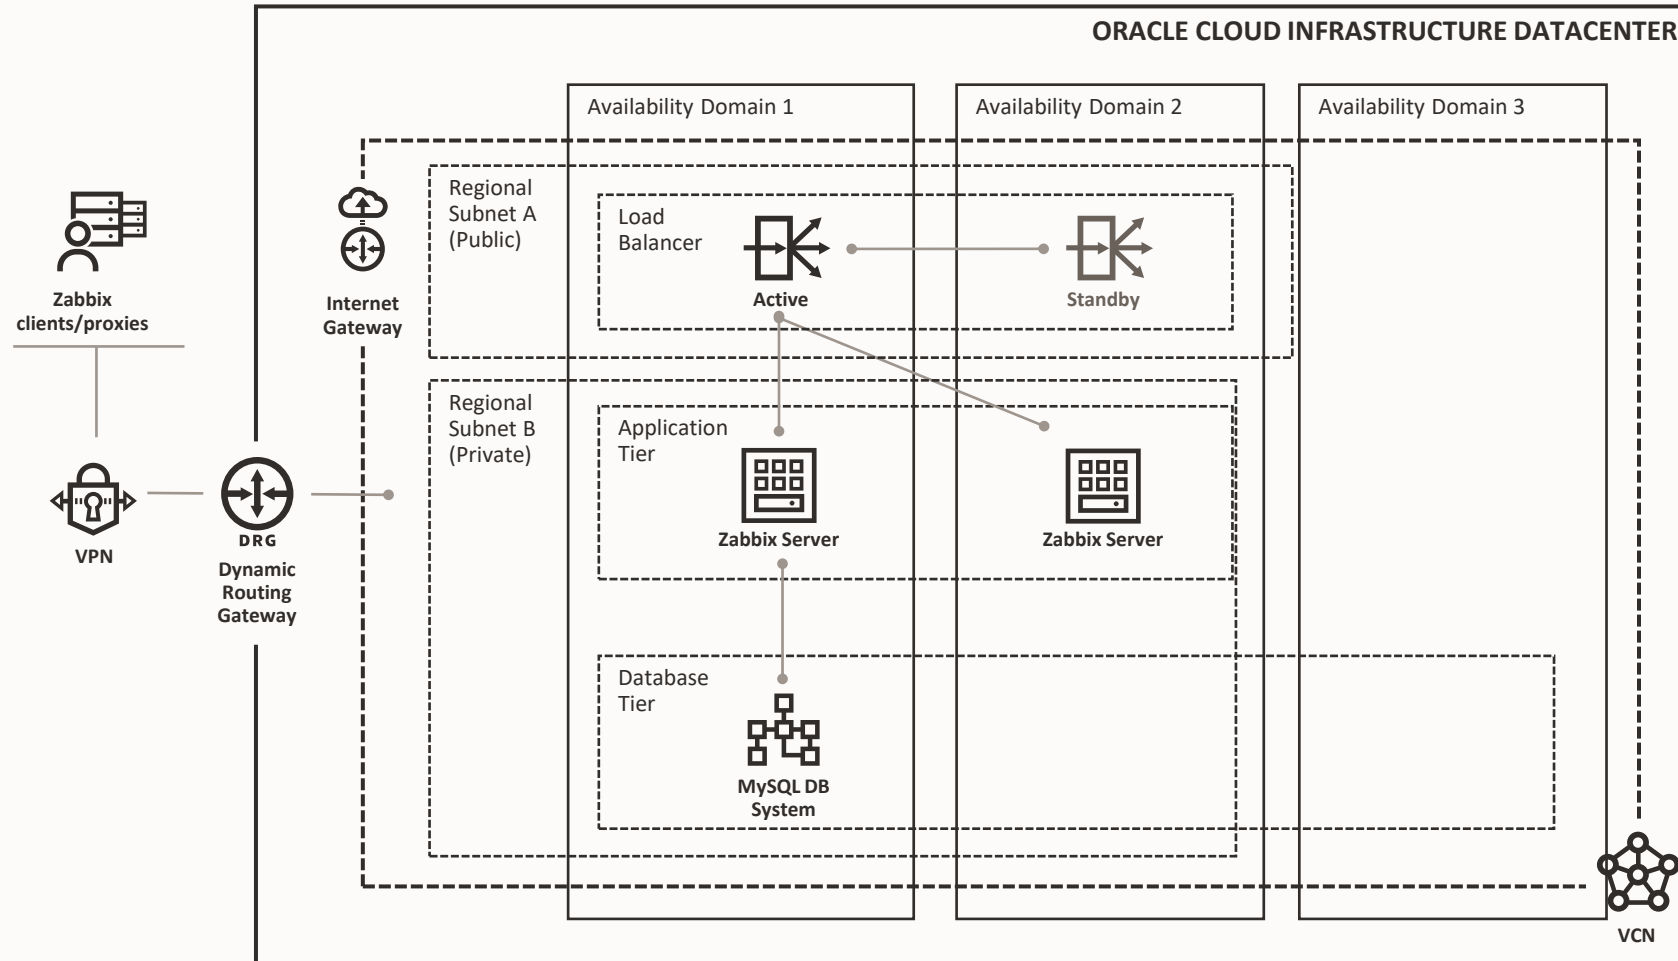 ORACLE CLOUD INFRASTRUCTURE DATACENTER
Availability Domain 1
Availability Domain 2
Availability Domain 3
Regional
Subnet A
(Public)
Load
Balancer
Active
Standby
Zabbix
clients/proxies
Internet
Gateway
Regional
Subnet B
(Private)
Application
Tier
Zabbix Server
Zabbix Server
VPN
DRG
Dynamic
Routing
Gateway
Database
Tier
MySQL DB
System
VCN